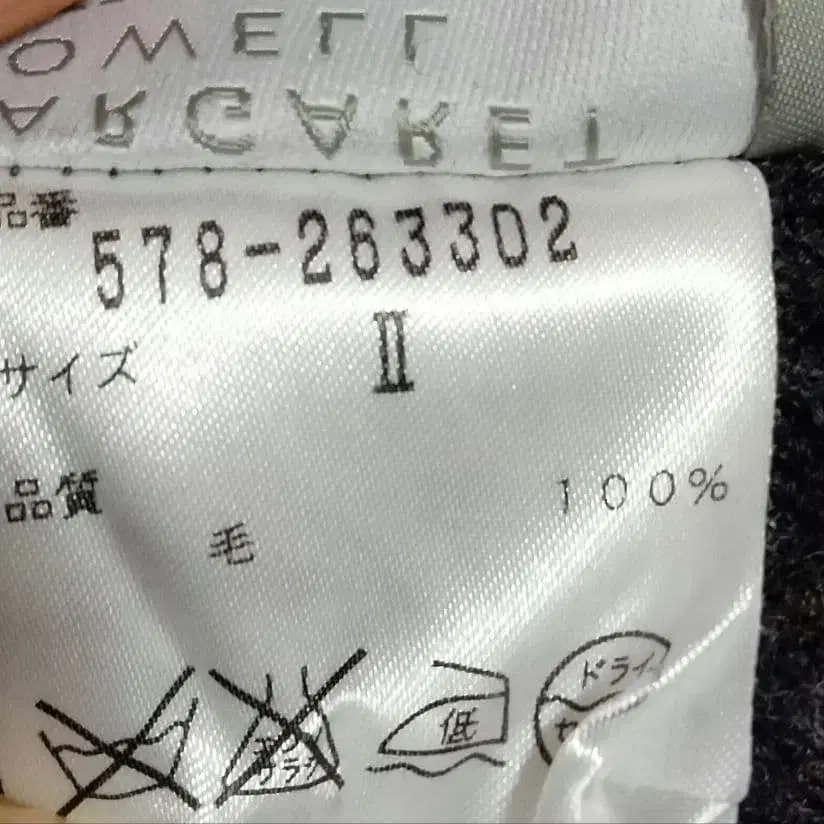 ARGARET
OWELL
品番
578-263302
サイズ II
品質
毛 100%
低
ドライ